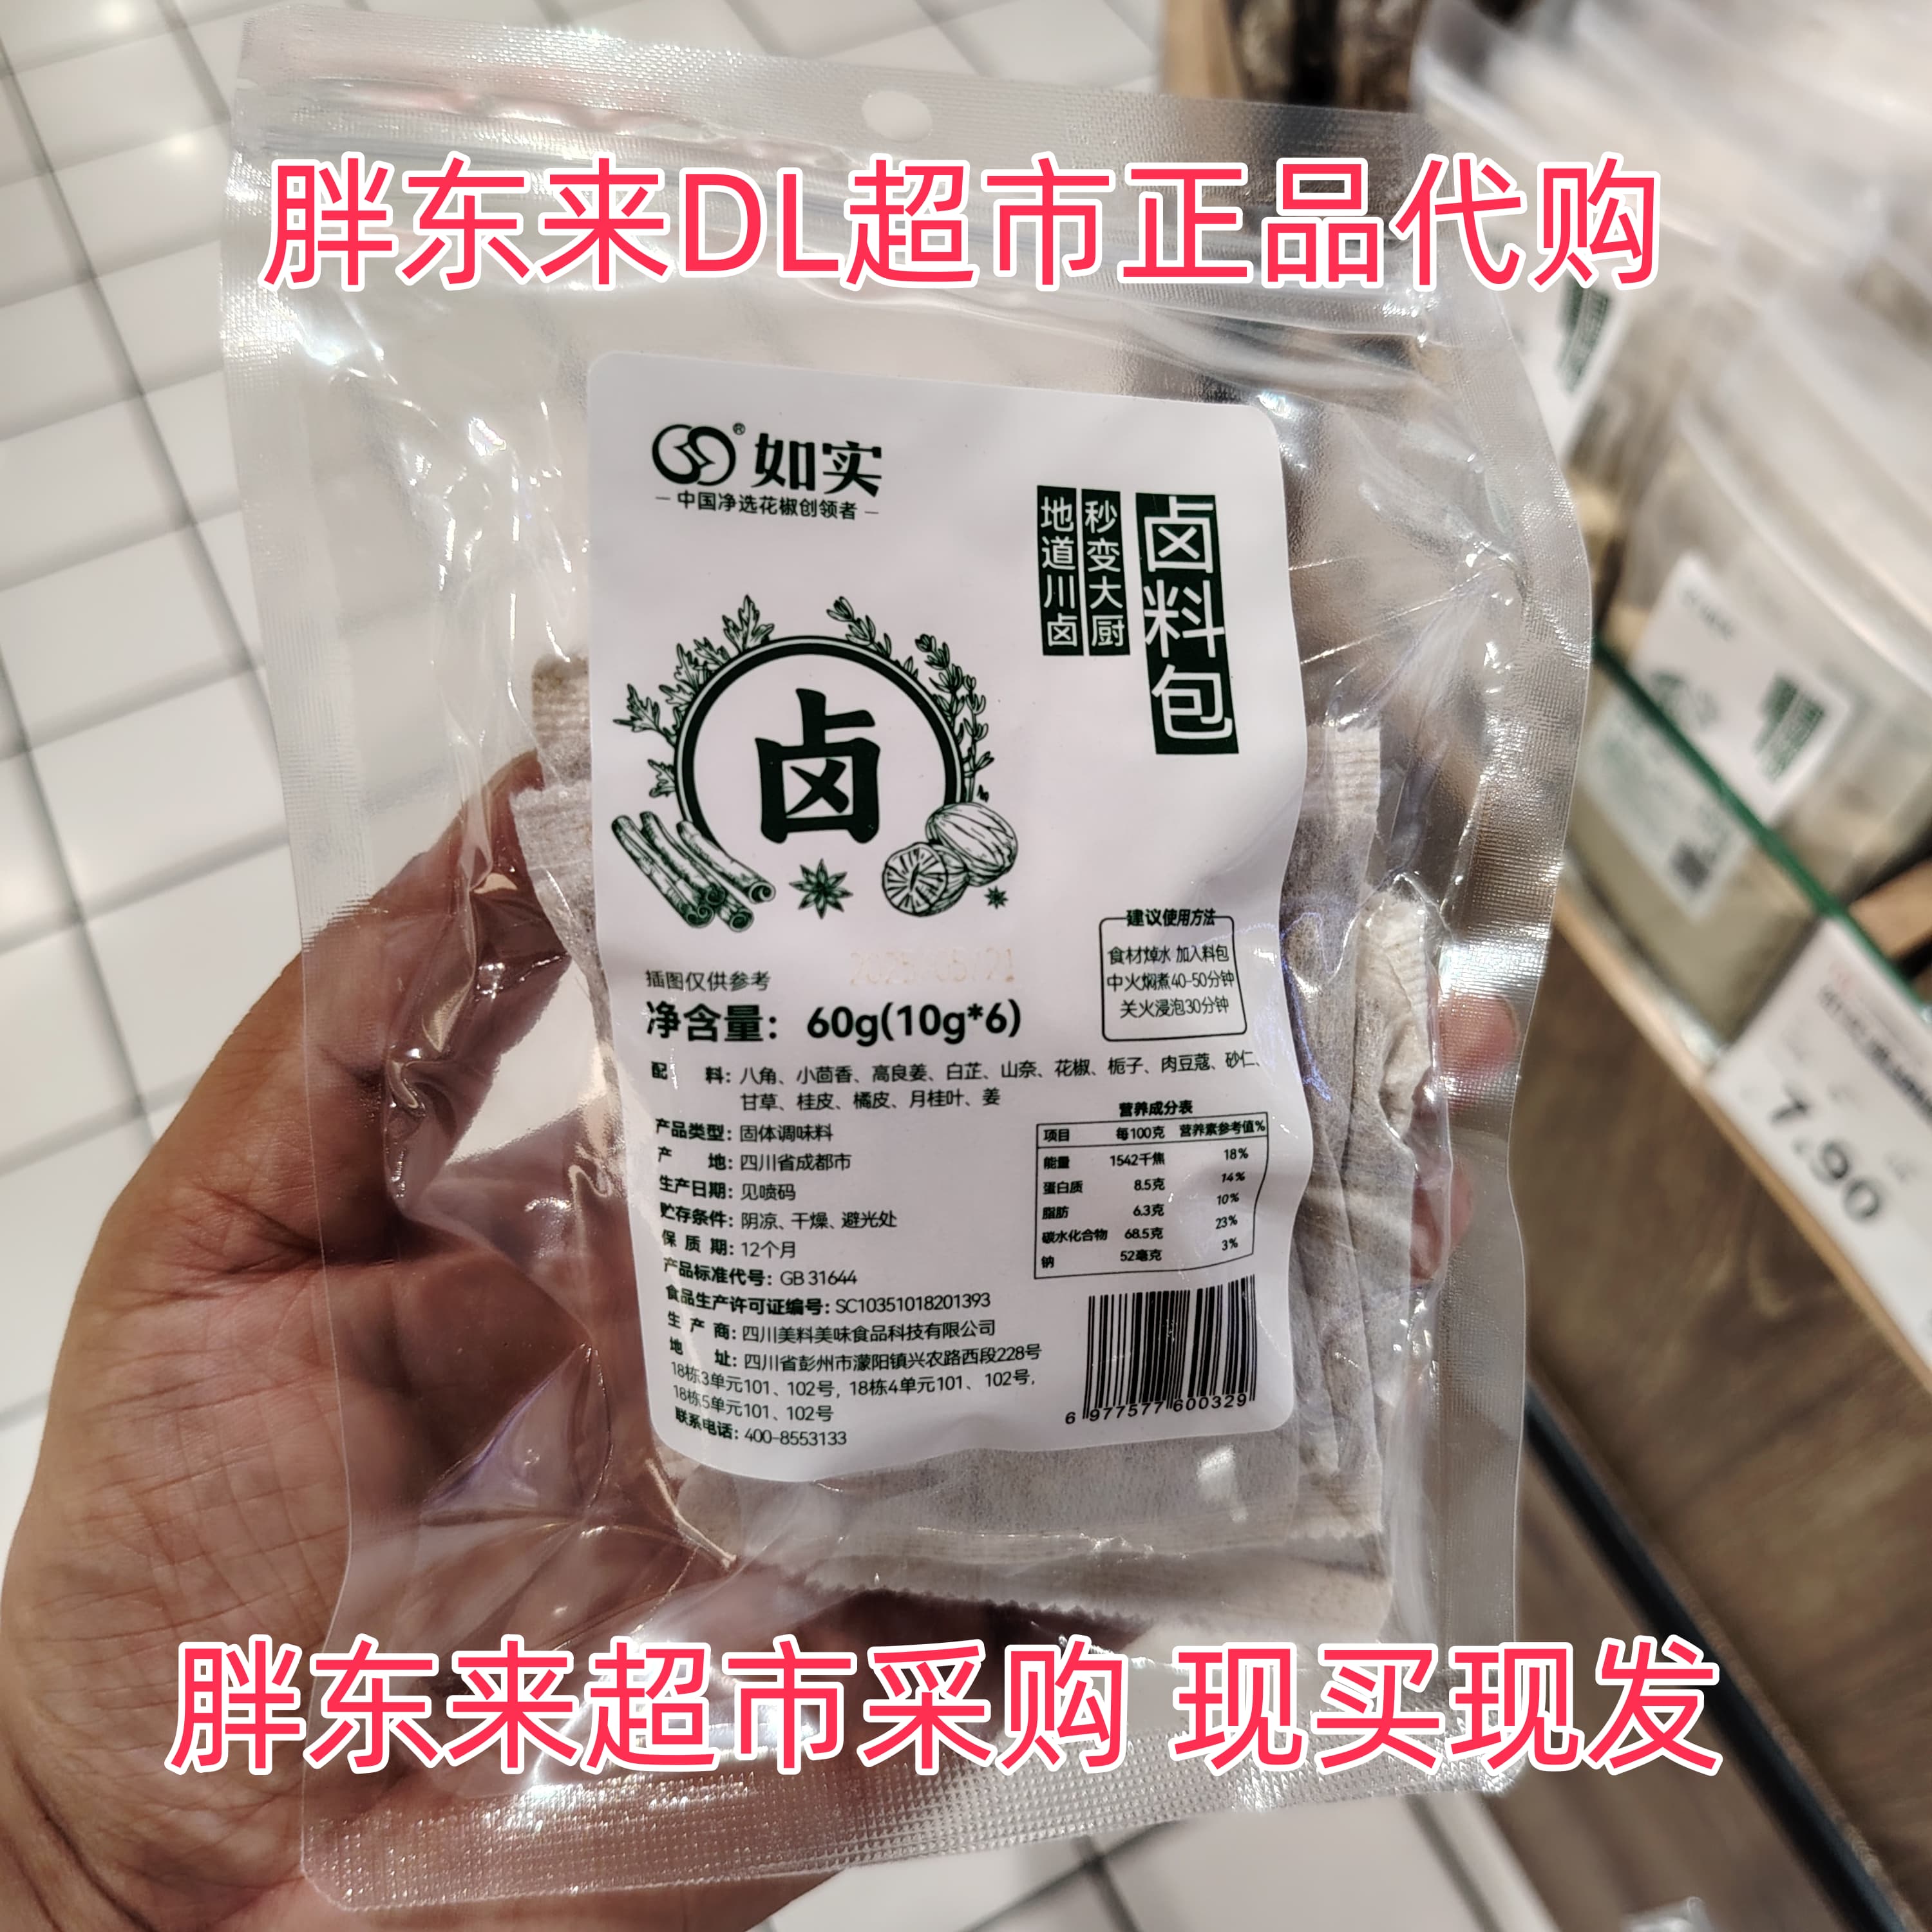 胖东来DL超市正品代购
如实
中国净选花椒创领者
卤料包
秒变大厨
地道川卤
卤
建议使用方法
食材焯水 加入料包
中火焖煮40-50分钟
关火浸泡30分钟
插图仅供参考
2025/05/21
净含量：60g(10g*6)
配 料：八角、小茴香、高良姜、白芷、山奈、花椒、栀子、肉豆蔻、砂仁、
甘草、桂皮、橘皮、月桂叶、姜
产品类型：固体调味料
产 地：四川省成都市
生产日期：见喷码
贮存条件：阴凉、干燥、避光处
保 质 期：12个月
产品标准代号：GB 31644
食品生产许可证编号：SC10351018201393
生 产 商：四川美料美味食品科技有限公司
地 址：四川省彭州市濛阳镇兴农路西段228号
18栋3单元101、102号，18栋4单元101、102号，
18栋5单元101、102号
联系电话：400-8553133
营养成分表
项目 每100克 营养素参考值%
能量 1542千焦 18%
蛋白质 8.5克 14%
脂肪 6.3克 10%
碳水化合物 68.5克 23%
钠 52毫克 3%
6 977577 600329
1.90
胖东来超市采购 现买现发